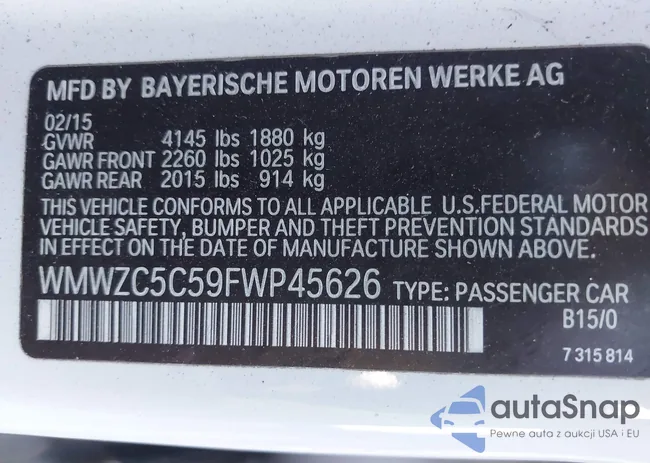 MFD BY BAYERISCHE MOTOREN WERKE AG
02/15
GVWR 4145 lbs 1880 kg
GAWR FRONT 2260 lbs 1025 kg
GAWR REAR 2015 lbs 914 kg
THIS VEHICLE CONFORMS TO ALL APPLICABLE U.S.FEDERAL MOTOR
VEHICLE SAFETY, BUMPER AND THEFT PREVENTION STANDARDS
IN EFFECT ON THE DATE OF MANUFACTURE SHOWN ABOVE.
WMWZC5C59FWP45626 TYPE: PASSENGER CAR
B15/0
7 315 814
autaSnap
Pewne auta z aukcji USA i EU